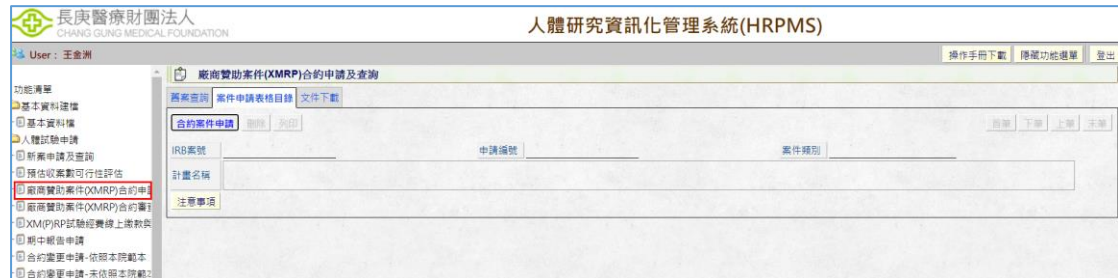 長庚醫療財團法人
CHANG GUNG MEDICAL FOUNDATION
人體研究資訊化管理系統(HRPMS)
User： 王金洲
操作手冊下載 隱藏功能選單 登出
功能清單
基本資料建檔
基本資料檔
人體試驗申請
新案申請及查詢
預估收案數可行性評估
廠商贊助案件(XMRP)合約申請
廠商贊助案件(XMRP)合約審
XM(P)RP試驗經費線上繳款與
期中報告申請
合約變更申請-依照本院範本
合約變更申請-未依照本院範
廠商贊助案件(XMRP)合約申請及查詢
舊案查詢 案件申請表格目錄 文件下載
合約案件申請 刪除 列印 首筆 下筆 上筆 末筆
IRB案號 申請編號 案件類別
計畫名稱
注意事項